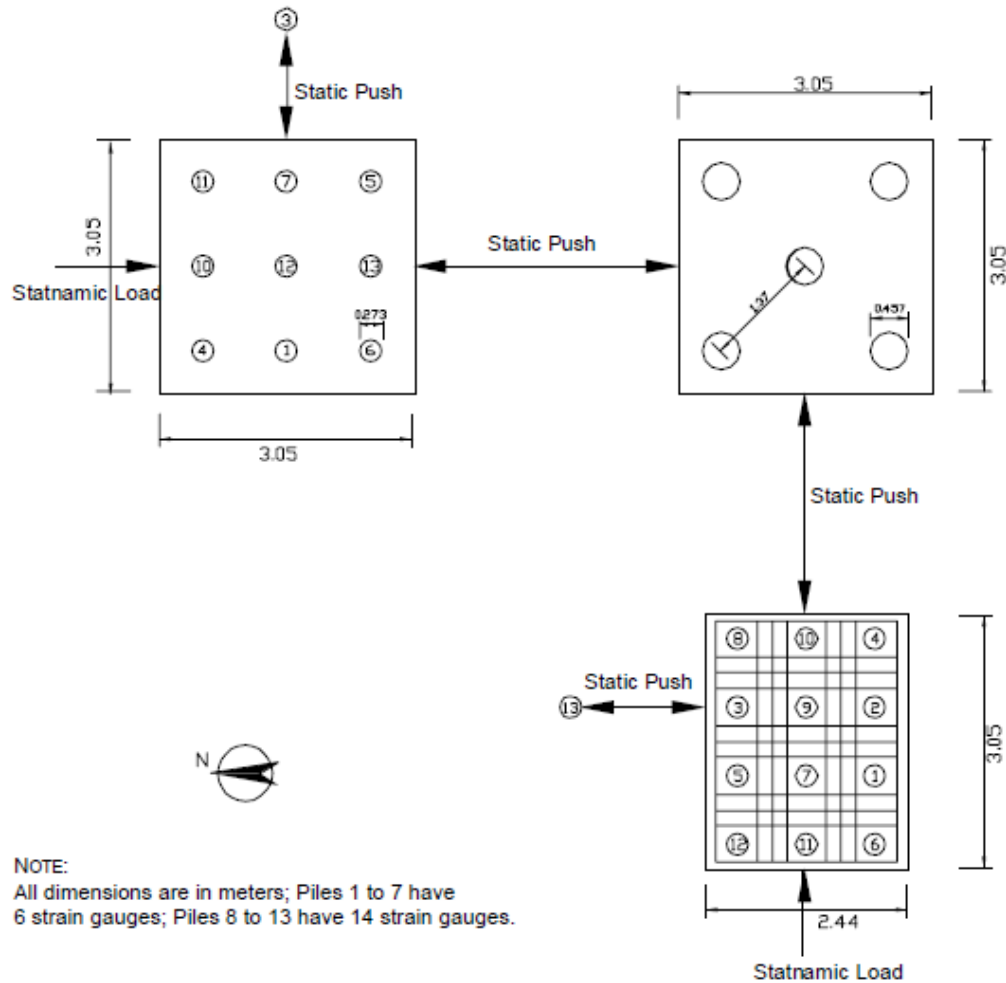 3
Static Push
3.05
3.05
11 7 5
Static Push
3.05
10 12 13
3.05
Statnamic Load
0.273
1.37
0.457
4 1 6
3.05
Static Push
8 10 4
Static Push
13
3 9 2
3.05
N
5 7 1
12 11 6
NOTE:
All dimensions are in meters; Piles 1 to 7 have
6 strain gauges; Piles 8 to 13 have 14 strain gauges.
2.44
Statnamic Load